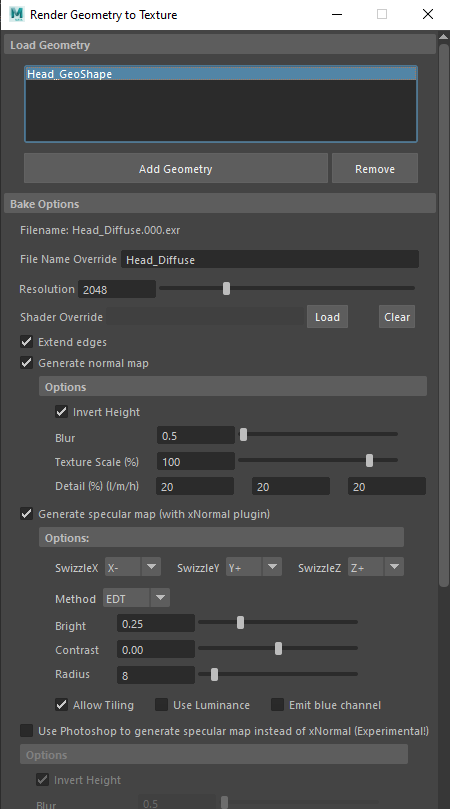 Render Geometry to Texture
Load Geometry
Head_GeoShape
Add Geometry
Remove
Bake Options
Filename: Head_Diffuse.000.exr
File Name Override Head_Diffuse
Resolution 2048
Shader Override Load Clear
Extend edges
Generate normal map
Options
Invert Height
Blur 0.5
Texture Scale (%) 100
Detail (%) (l/m/h) 20 20 20
Generate specular map (with xNormal plugin)
Options:
SwizzleX X- SwizzleY Y+ SwizzleZ Z+
Method EDT
Bright 0.25
Contrast 0.00
Radius 8
Allow Tiling Use Luminance Emit blue channel
Use Photoshop to generate specular map instead of xNormal (Experimental!)
Options
Invert Height
Blur 0.5